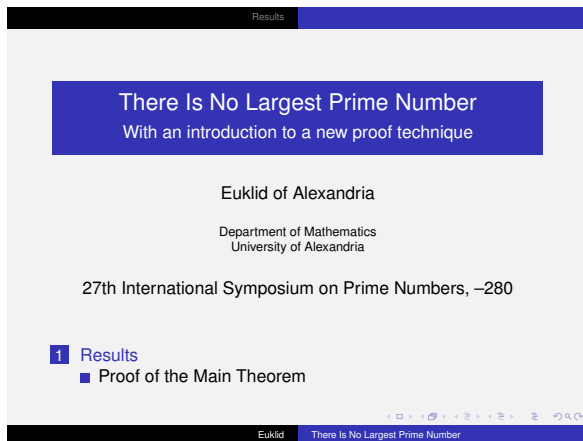 Results
There Is No Largest Prime Number
With an introduction to a new proof technique
Euklid of Alexandria
Department of Mathematics
University of Alexandria
27th International Symposium on Prime Numbers, –280
1 Results
Proof of the Main Theorem
Euklid There Is No Largest Prime Number